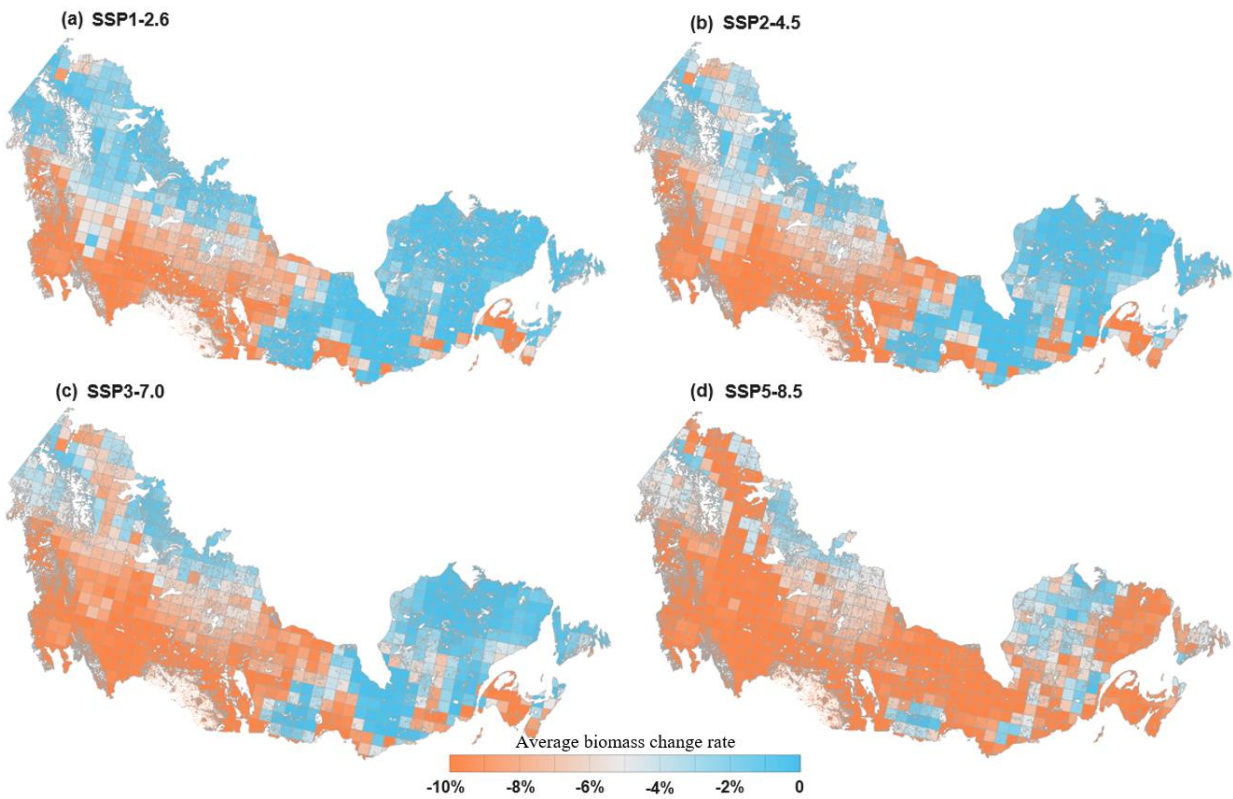 (a) SSP1-2.6
(b) SSP2-4.5
(c) SSP3-7.0
(d) SSP5-8.5
Average biomass change rate
-10% -8% -6% -4% -2% 0